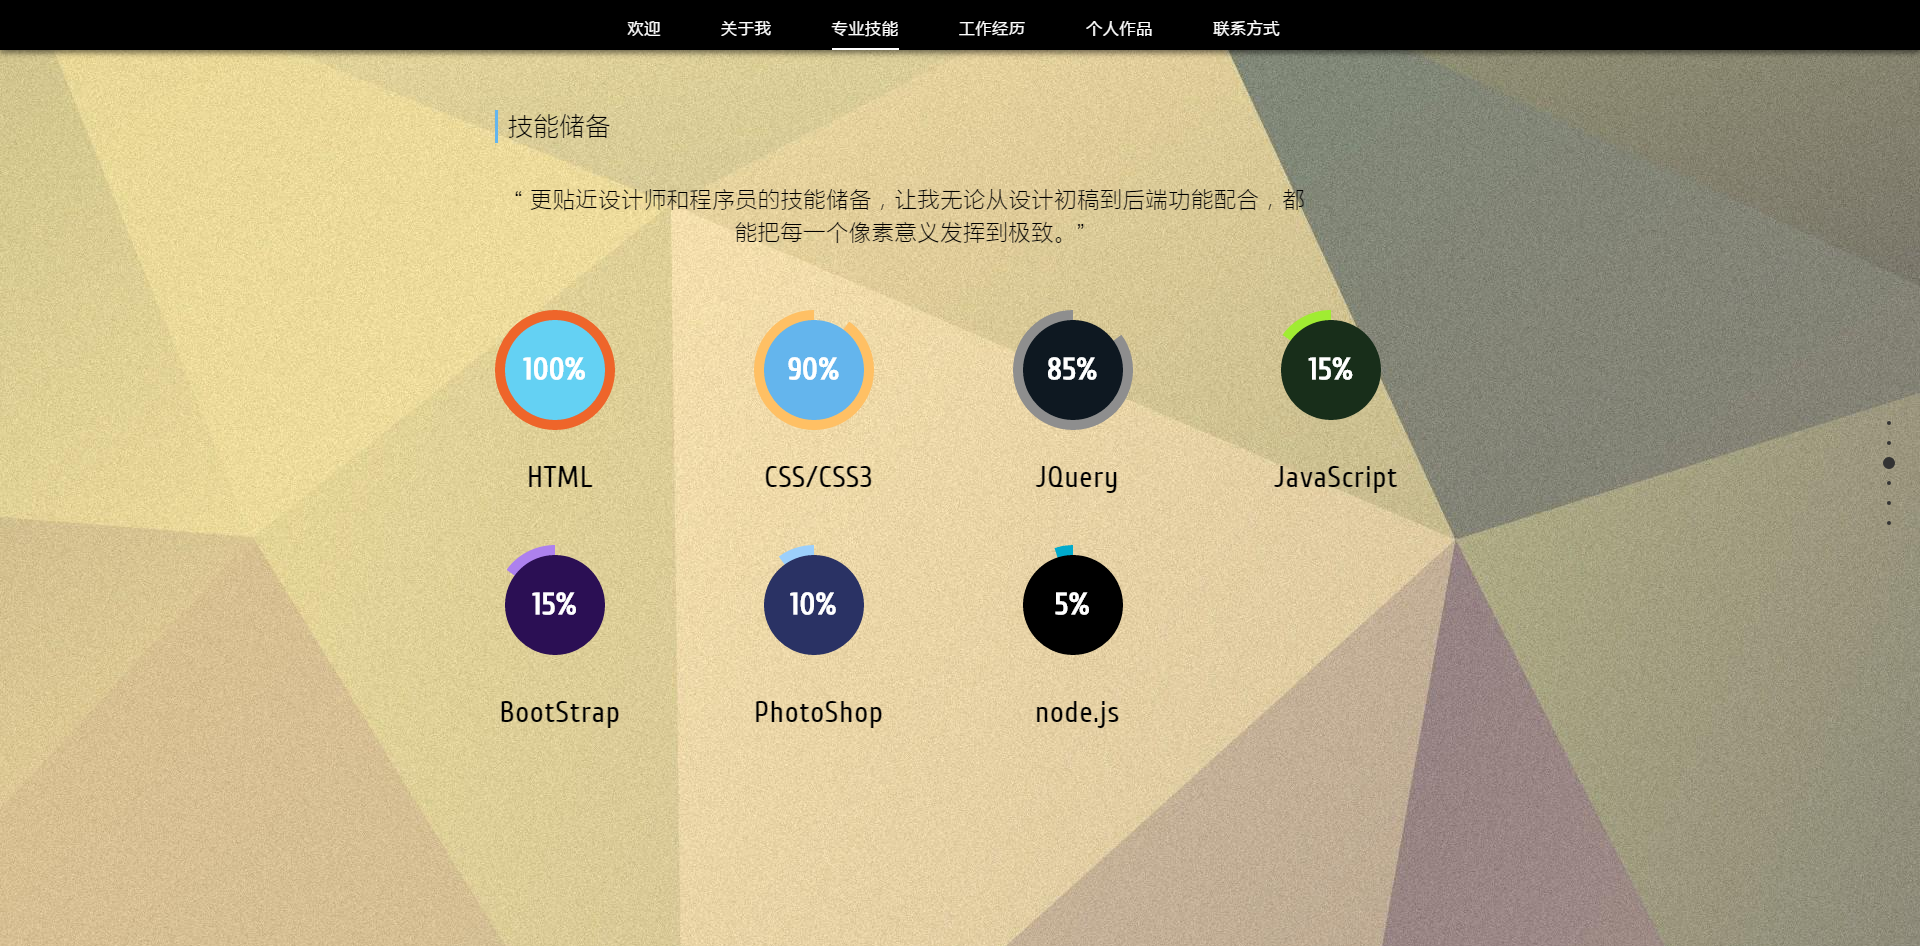 欢迎 关于我 专业技能 工作经历 个人作品 联系方式
技能储备
“ 更贴近设计师和程序员的技能储备，让我无论从设计初稿到后端功能配合，都
能把每一个像素意义发挥到极致。”
100% 90% 85% 15%
HTML CSS/CSS3 JQuery JavaScript
15% 10% 5%
BootStrap PhotoShop node.js